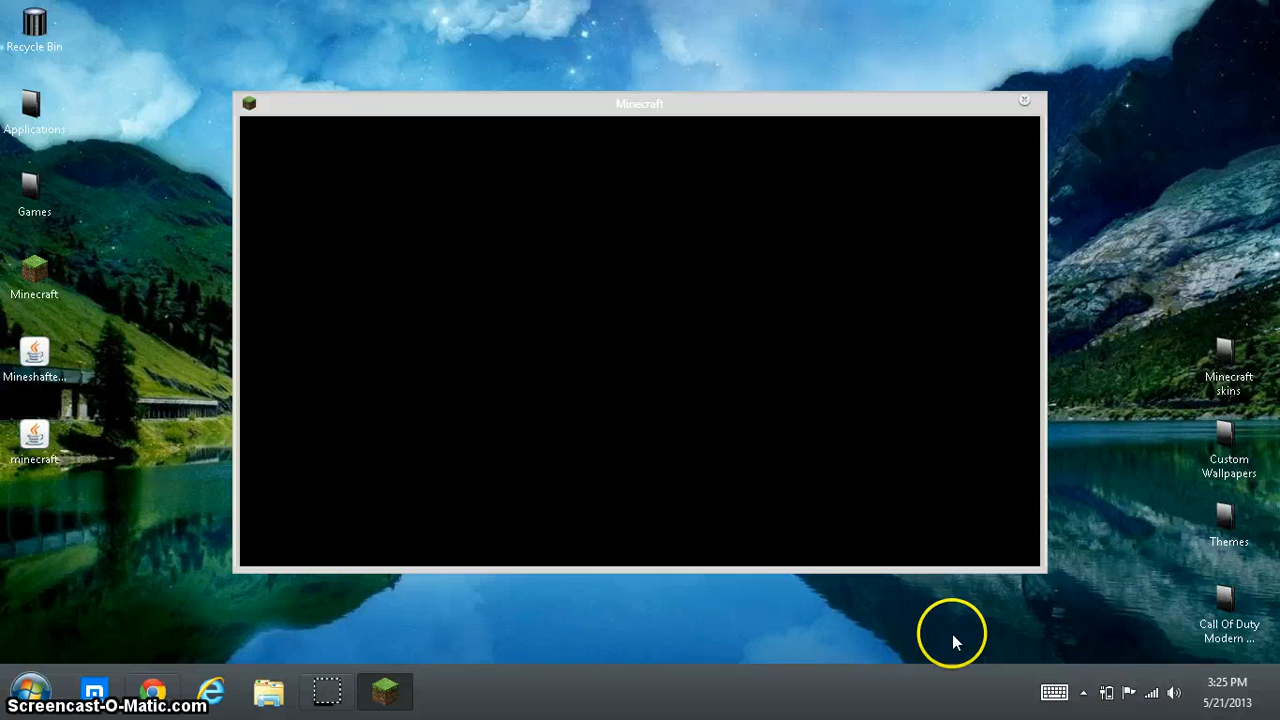 Recycle Bin
Applications
Games
Minecraft
Mineshafte...
minecraft
Minecraft
Minecraft
skins
Custom
Wallpapers
Themes
Call Of Duty
Modern ...
3:25 PM
5/21/2013
Screencast-O-Matic.com